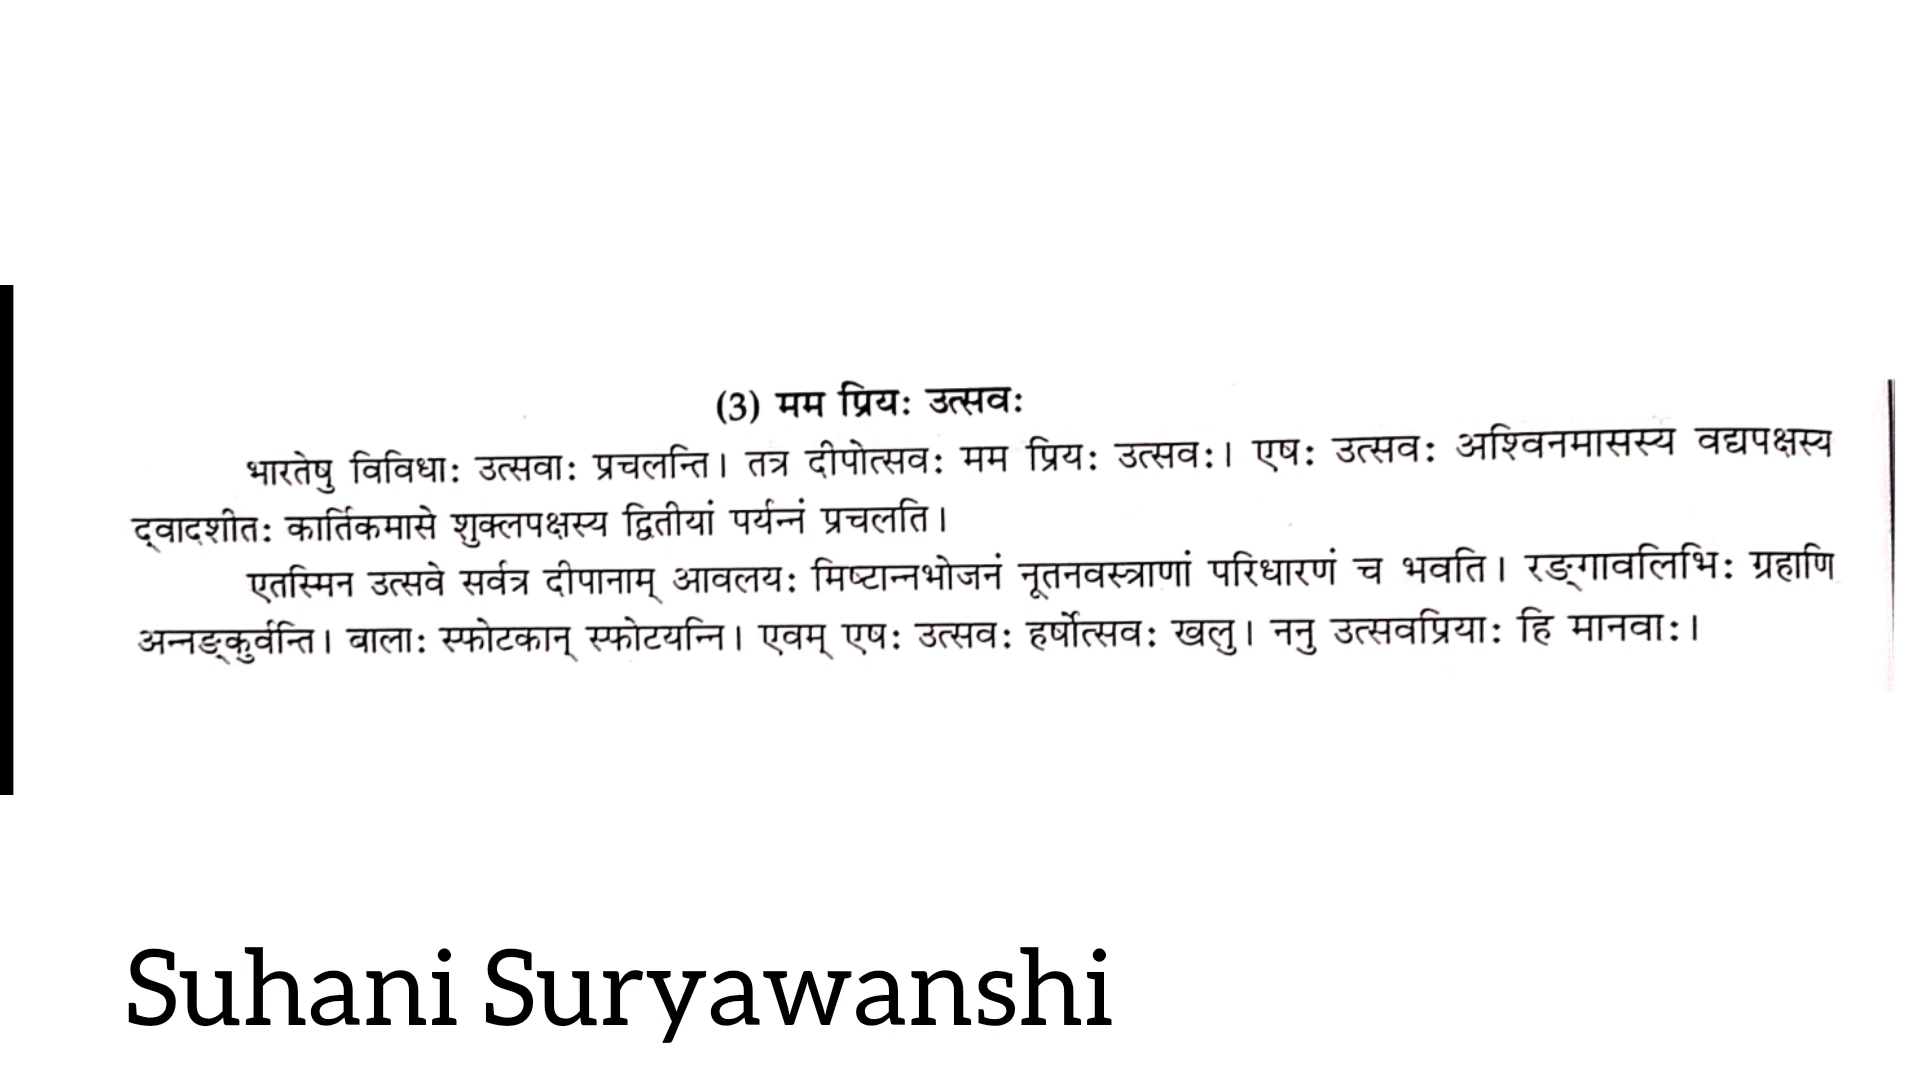 (3) मम प्रियः उत्सवः
भारतेषु विविधाः उत्सवाः प्रचलन्ति। तत्र दीपोत्सवः मम प्रियः उत्सवः। एषः उत्सवः अश्विनमासस्य वद्यपक्षस्य
द्वादशीतः कार्तिकमासे शुक्लपक्षस्य द्वितीयां पर्यन्नं प्रचलति।
एतस्मिन उत्सवे सर्वत्र दीपानाम् आवलयः मिष्टान्नभोजनं नूतनवस्त्राणां परिधारणं च भवति। रङ्गावलिभिः ग्रहाणि
अन्नङ्कुर्वन्ति। बालाः स्फोटकान् स्फोटयन्नि। एवम् एषः उत्सवः हर्षोत्सवः खलु। ननु उत्सवप्रियाः हि मानवाः।
Suhani Suryawanshi